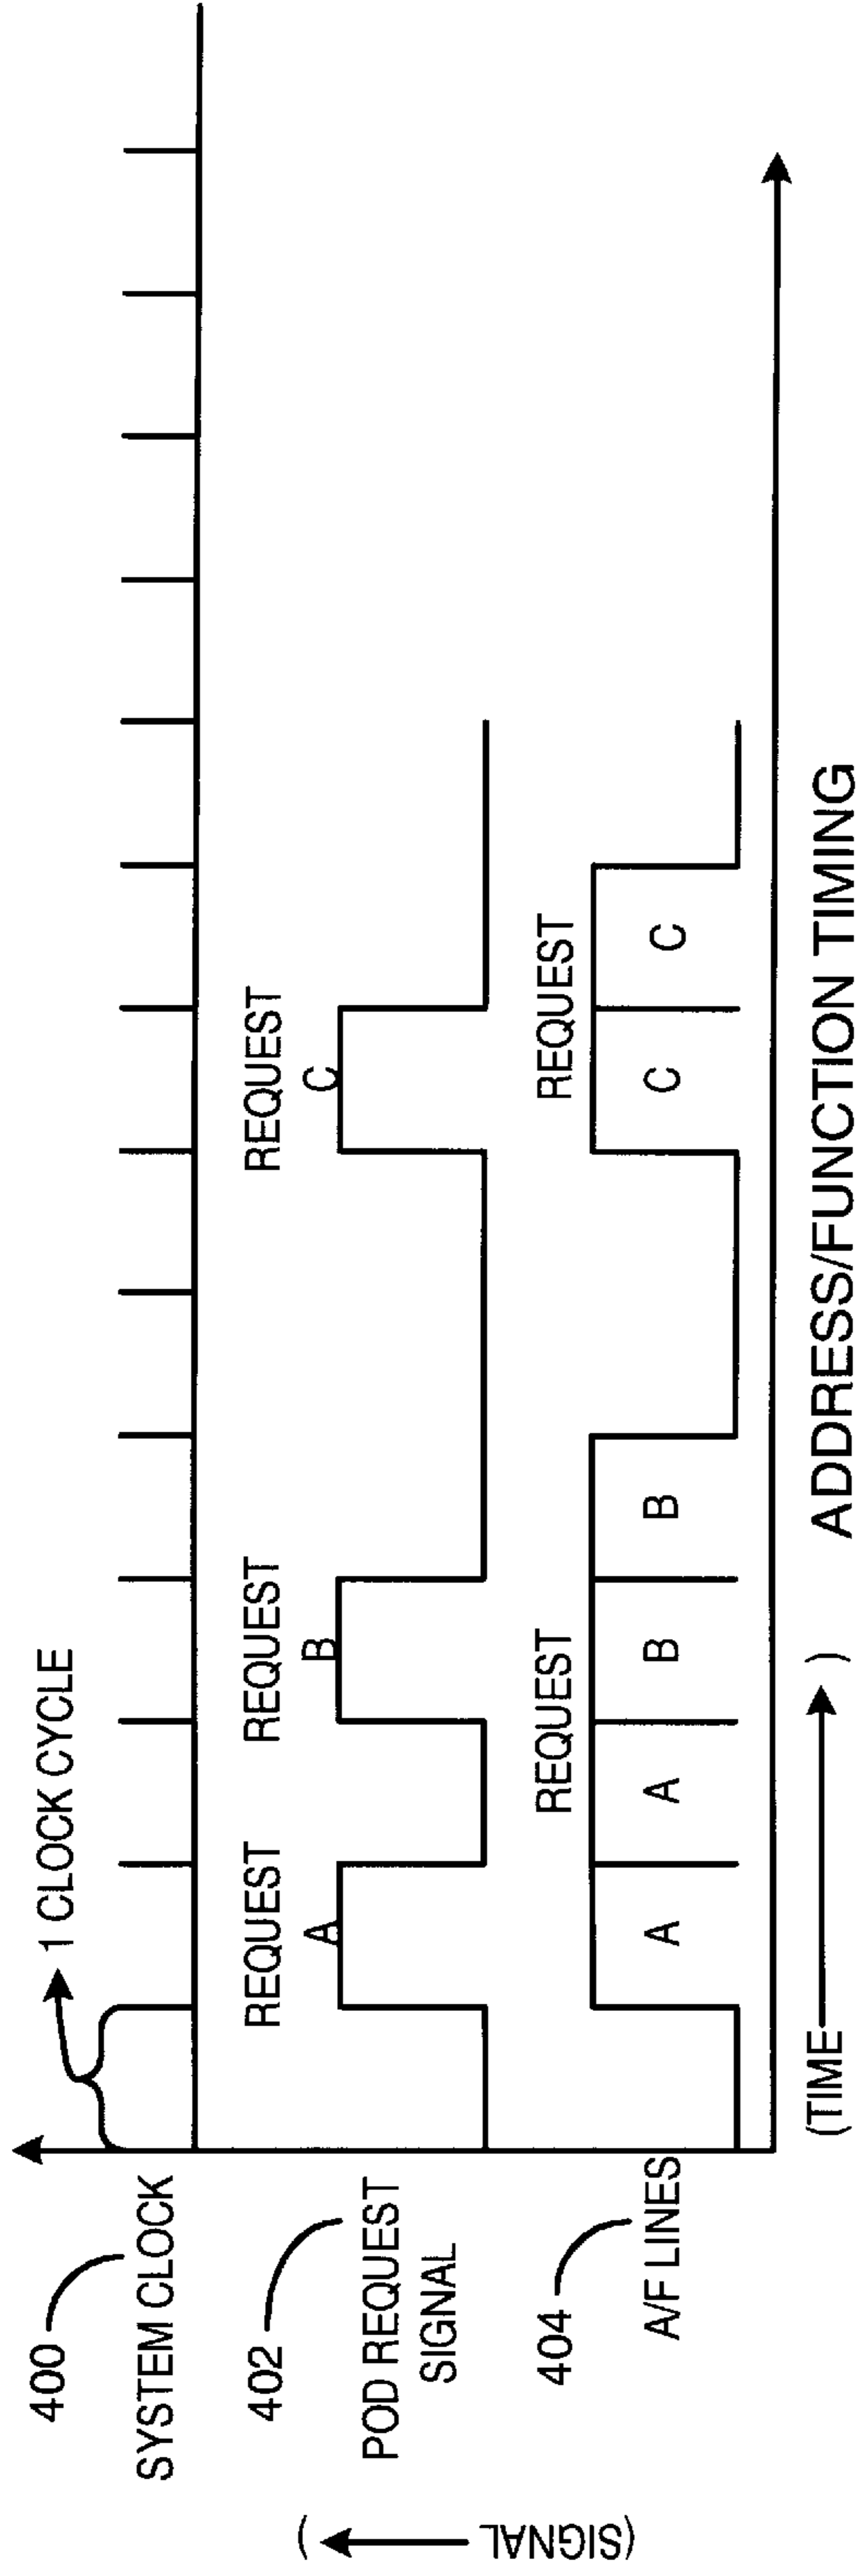 400
SYSTEM CLOCK
1 CLOCK CYCLE
402
POD REQUEST
SIGNAL
REQUEST
A
REQUEST
B
REQUEST
C
404
A/F LINES
REQUEST
A
A
B
B
REQUEST
C
C
(SIGNAL )
(TIME )
ADDRESS/FUNCTION TIMING